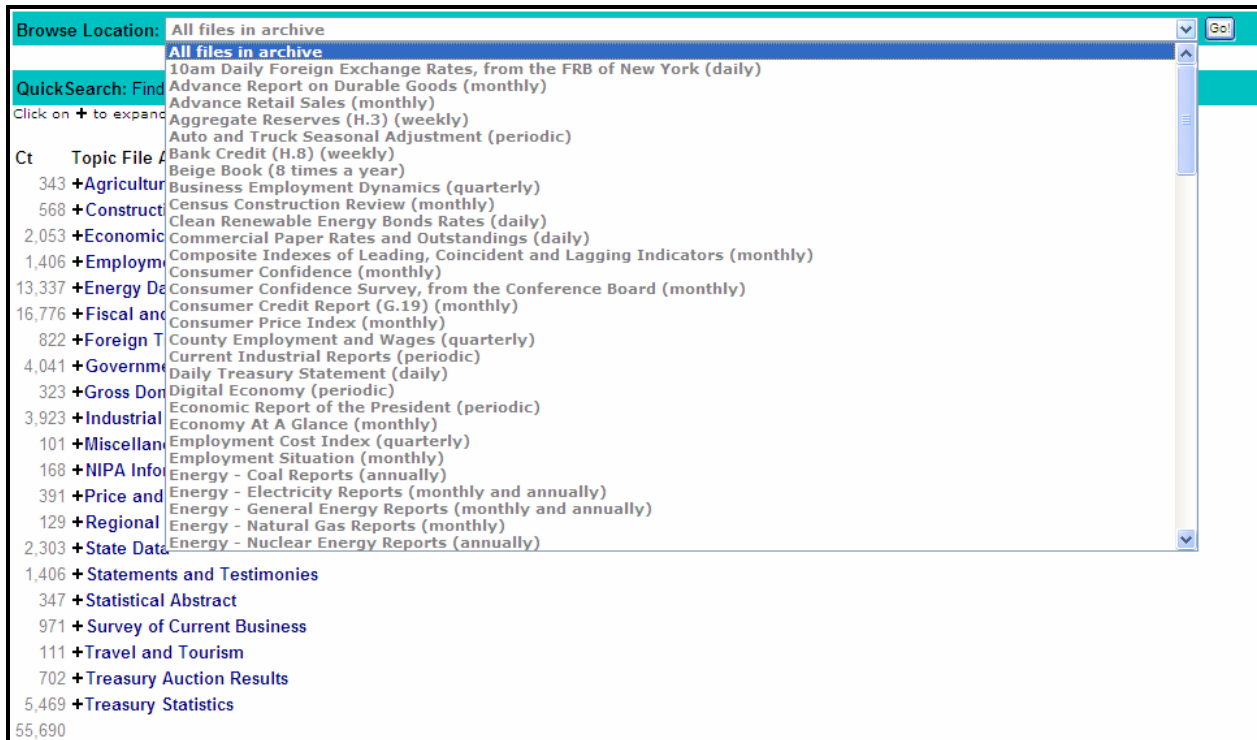 Browse Location: All files in archive Go!
All files in archive
10am Daily Foreign Exchange Rates, from the FRB of New York (daily)
QuickSearch: Find Advance Report on Durable Goods (monthly)
Advance Retail Sales (monthly)
Click on + to expand Aggregate Reserves (H.3) (weekly)
Auto and Truck Seasonal Adjustment (periodic)
Ct Topic File Bank Credit (H.8) (weekly)
Beige Book (8 times a year)
343 +Agricultur Business Employment Dynamics (quarterly)
Census Construction Review (monthly)
568 +Constructi Clean Renewable Energy Bonds Rates (daily)
2,053 +Economic Commercial Paper Rates and Outstandings (daily)
Composite Indexes of Leading, Coincident and Lagging Indicators (monthly)
1,406 +Employme Consumer Confidence (monthly)
13,337 +Energy Da Consumer Confidence Survey, from the Conference Board (monthly)
Consumer Credit Report (G.19) (monthly)
16,776 +Fiscal and Consumer Price Index (monthly)
822 +Foreign T County Employment and Wages (quarterly)
Current Industrial Reports (periodic)
4,041 +Governme Daily Treasury Statement (daily)
323 +Gross Don Digital Economy (periodic)
Economic Report of the President (periodic)
3,923 +Industrial Economy At A Glance (monthly)
101 +Miscellan Employment Cost Index (quarterly)
Employment Situation (monthly)
168 +NIPA Infor Energy - Coal Reports (annually)
391 +Price and Energy - Electricity Reports (monthly and annually)
Energy - General Energy Reports (monthly and annually)
129 +Regional Energy - Natural Gas Reports (monthly)
2,303 +State Data Energy - Nuclear Energy Reports (annually)
1,406 +Statements and Testimonies
347 +Statistical Abstract
971 +Survey of Current Business
111 +Travel and Tourism
702 +Treasury Auction Results
5,469 +Treasury Statistics
55,690